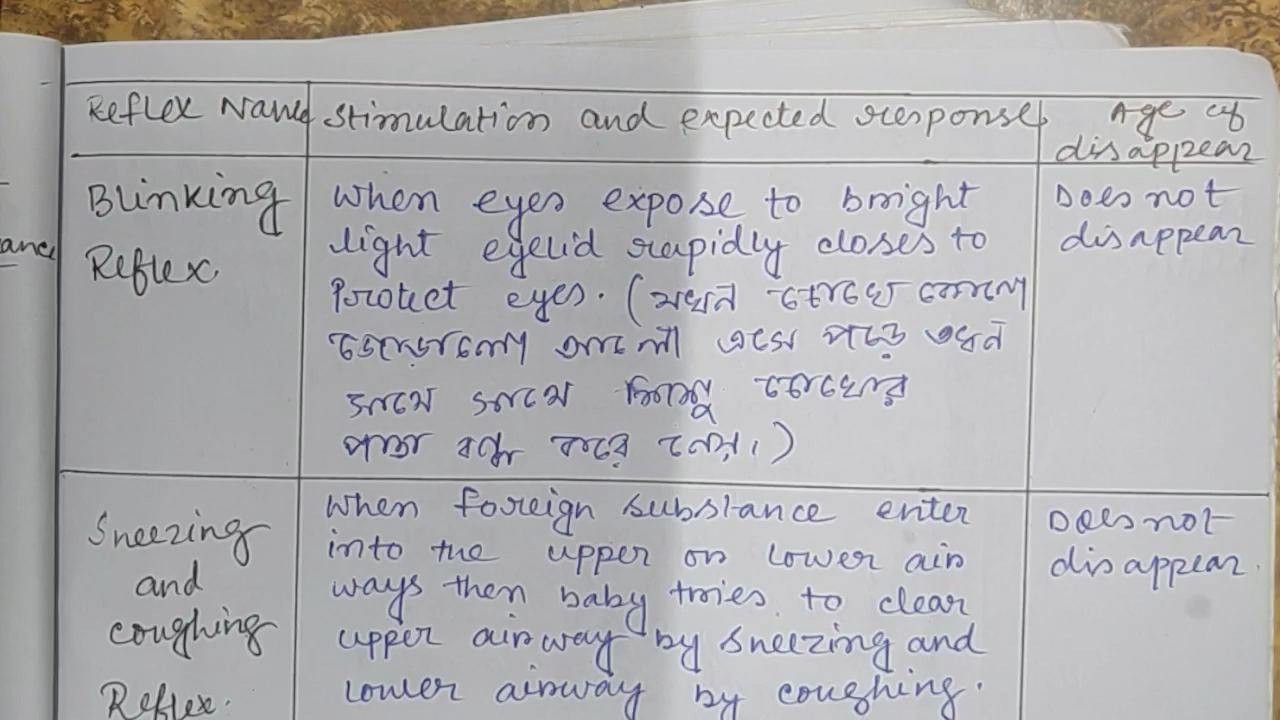 Reflex Name
Stimulation and expected response
Age of
disappear
Blinking
Reflex
When eyes expose to bright
light eyelid rapidly closes to
Protect eyes. (যখন চোখে কোনো
আলো এসে পড়ে তখন
সাথে সাথে চোখের
পাতা বন্ধ করে নেয়।)
Does not
disappear
Sneezing
and
coughing
Reflex.
When foreign substance enter
into the upper or lower air
ways then baby tries to clear
upper airway by sneezing and
lower airway by coughing.
Does not
disappear.
ance